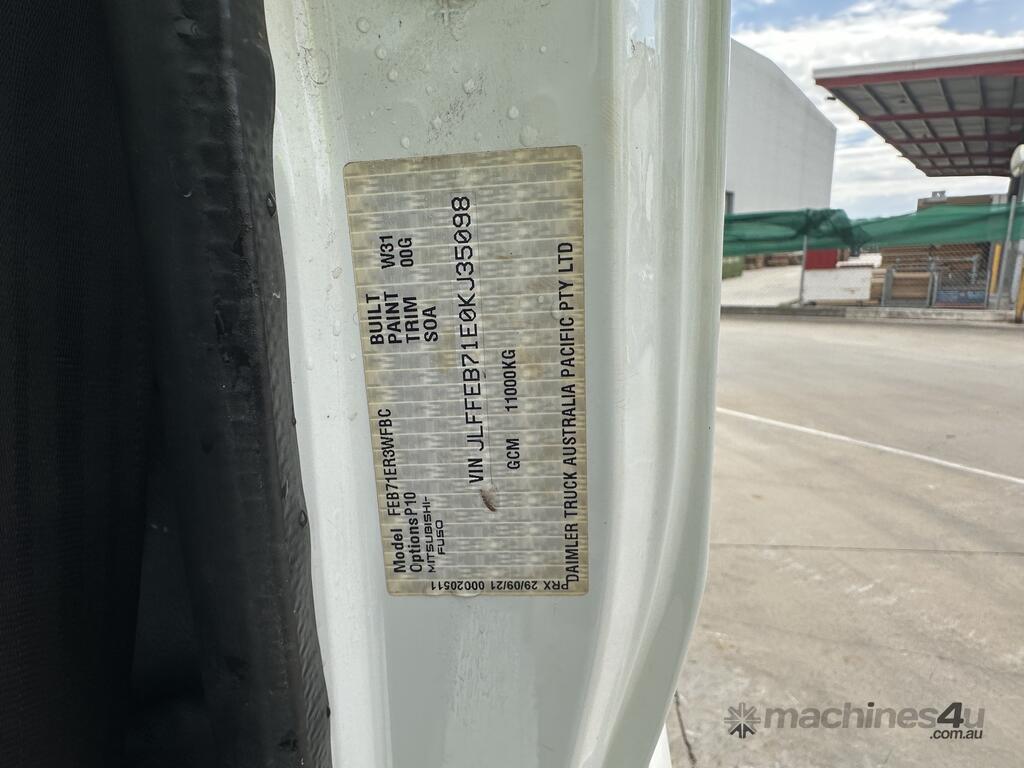 Model FEB71ER3WFBC
Options P10
MITSUBISHI-
FUSO
BUILT
PAINT W31
TRIM 00G
SOA
VIN JLFFEB71E0KJ35098
GCM 11000KG
DAIMLER TRUCK AUSTRALIA PACIFIC PTY LTD
PRX 29/09/21 00020511
machines4u
.com.au